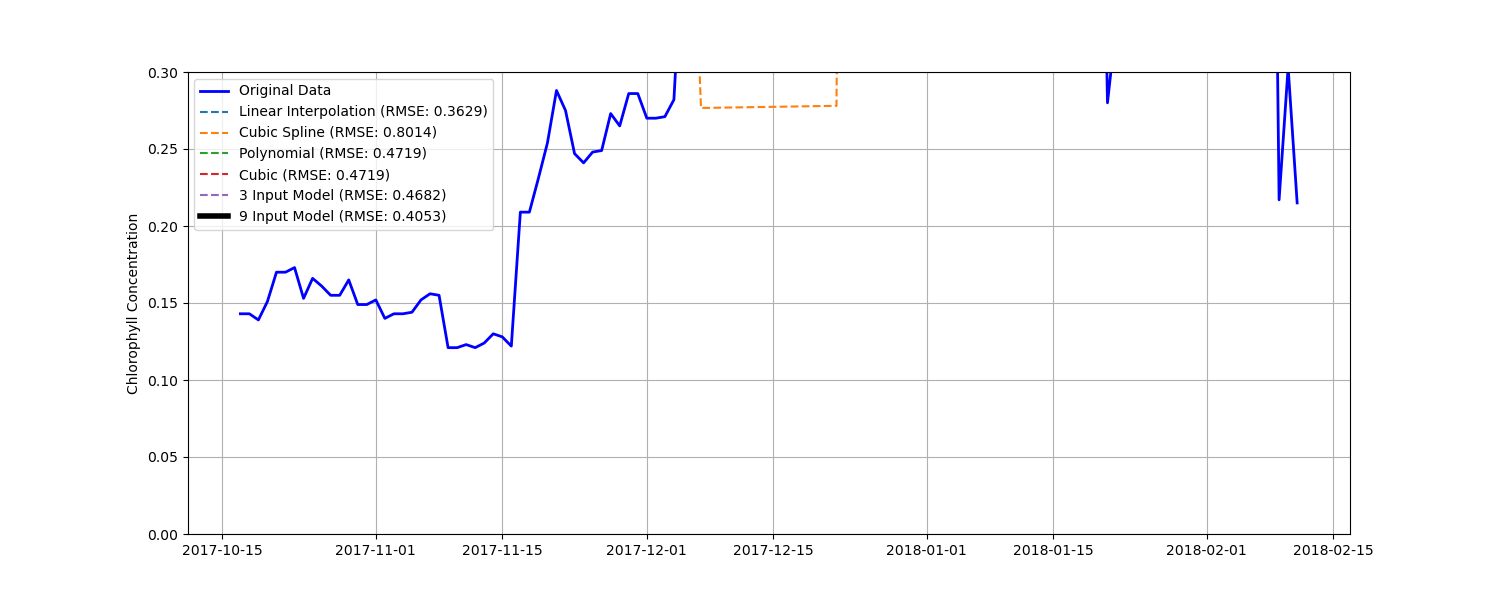 0.30
0.25
0.20
0.15
0.10
0.05
0.00
Chlorophyll Concentration
Original Data
Linear Interpolation (RMSE: 0.3629)
Cubic Spline (RMSE: 0.8014)
Polynomial (RMSE: 0.4719)
Cubic (RMSE: 0.4719)
3 Input Model (RMSE: 0.4682)
9 Input Model (RMSE: 0.4053)
2017-10-15 2017-11-01 2017-11-15 2017-12-01 2017-12-15 2018-01-01 2018-01-15 2018-02-01 2018-02-15